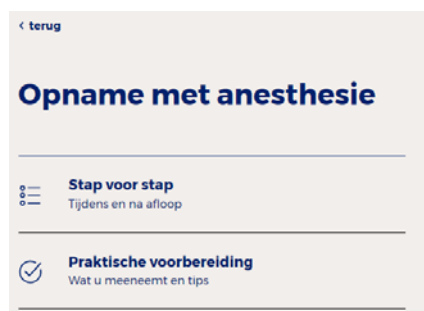 < terug
Opname met anesthesie
Stap voor stap
Tijdens en na afloop
Praktische voorbereiding
Wat u meeneemt en tips